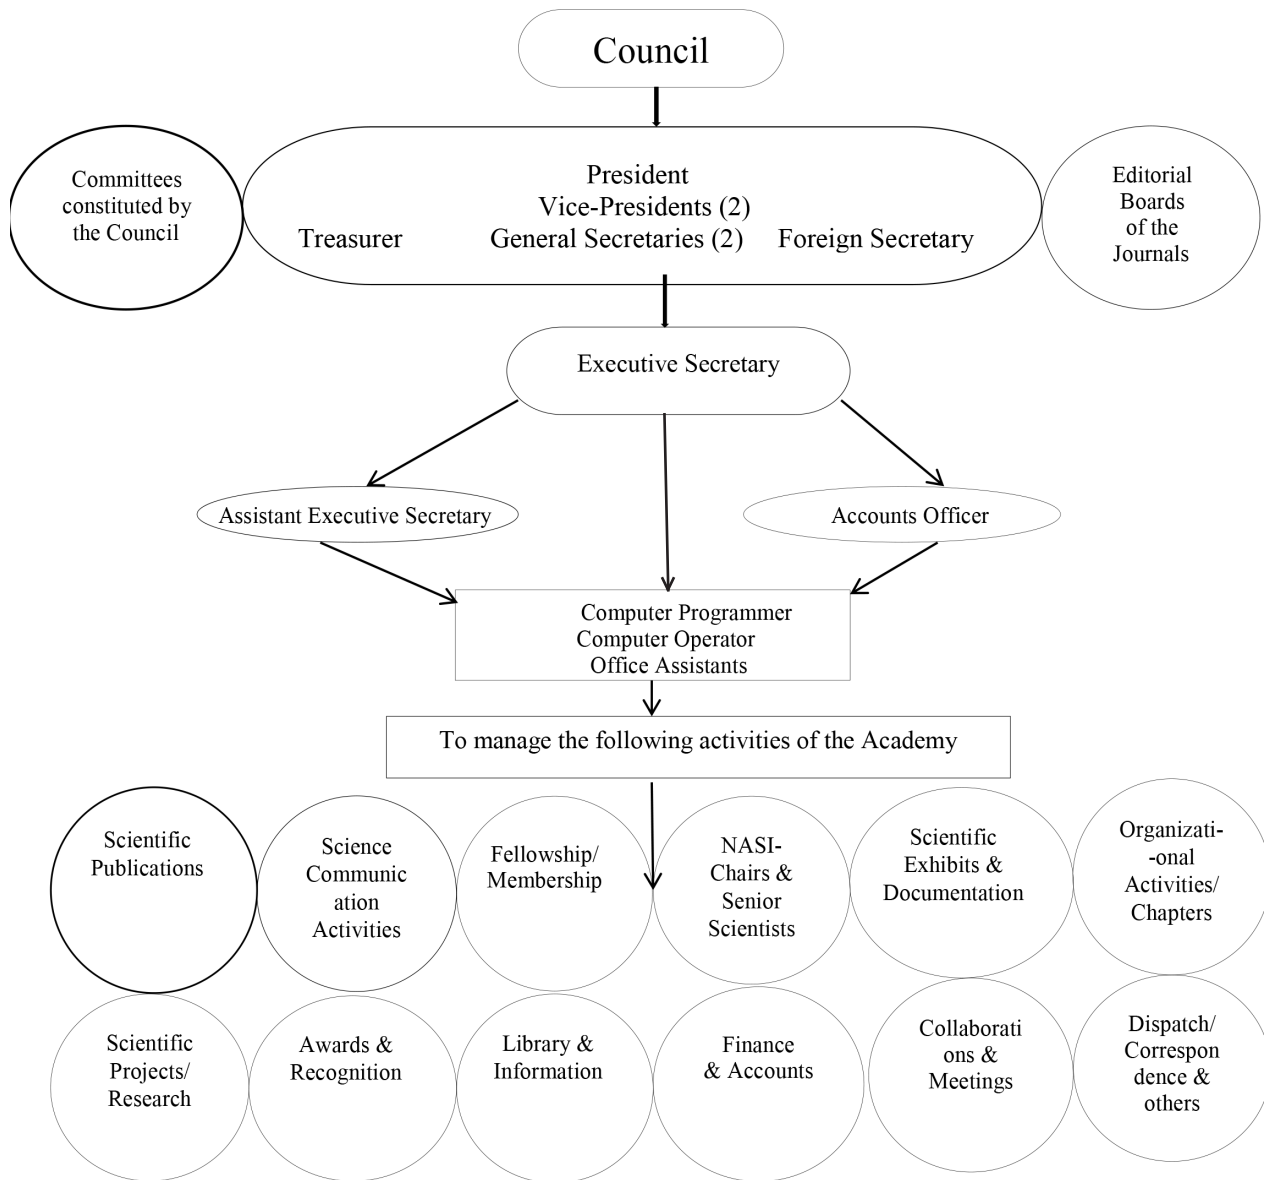 Council
Committees
constituted by
the Council
President
Vice-Presidents (2)
Treasurer General Secretaries (2) Foreign Secretary
Editorial
Boards
of the
Journals
Executive Secretary
Assistant Executive Secretary
Accounts Officer
Computer Programmer
Computer Operator
Office Assistants
To manage the following activities of the Academy
Scientific
Publications
Science
Communic
ation
Activities
Fellowship/
Membership
NASI-
Chairs &
Senior
Scientists
Scientific
Exhibits &
Documentation
Organizati-
-onal
Activities/
Chapters
Scientific
Projects/
Research
Awards &
Recognition
Library &
Information
Finance
& Accounts
Collaborati
ons &
Meetings
Dispatch/
Correspon
dence &
others